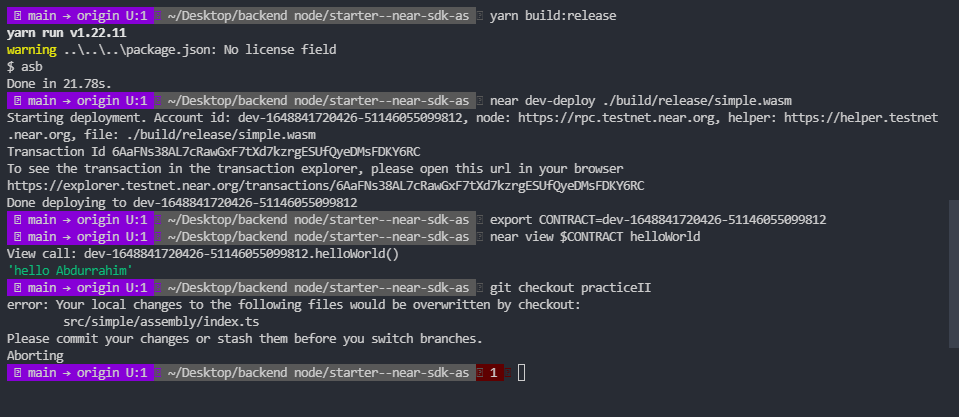 main → origin U:1 ~/Desktop/backend node/starter--near-sdk-as yarn build:release
yarn run v1.22.11
warning ..\..\..\package.json: No license field
$ asb
Done in 21.78s.
main → origin U:1 ~/Desktop/backend node/starter--near-sdk-as near dev-deploy ./build/release/simple.wasm
Starting deployment. Account id: dev-1648841720426-51146055099812, node: https://rpc.testnet.near.org, helper: https://helper.testnet
.near.org, file: ./build/release/simple.wasm
Transaction Id 6AaFNs38AL7cRawGxF7tXd7kzrgESUfQyeDMsFDKY6RC
To see the transaction in the transaction explorer, please open this url in your browser
https://explorer.testnet.near.org/transactions/6AaFNs38AL7cRawGxF7tXd7kzrgESUfQyeDMsFDKY6RC
Done deploying to dev-1648841720426-51146055099812
main → origin U:1 ~/Desktop/backend node/starter--near-sdk-as export CONTRACT=dev-1648841720426-51146055099812
main → origin U:1 ~/Desktop/backend node/starter--near-sdk-as near view $CONTRACT helloWorld
View call: dev-1648841720426-51146055099812.helloWorld()
'hello Abdurrahim'
main → origin U:1 ~/Desktop/backend node/starter--near-sdk-as git checkout practiceII
error: Your local changes to the following files would be overwritten by checkout:
src/simple/assembly/index.ts
Please commit your changes or stash them before you switch branches.
Aborting
main → origin U:1 ~/Desktop/backend node/starter--near-sdk-as 1